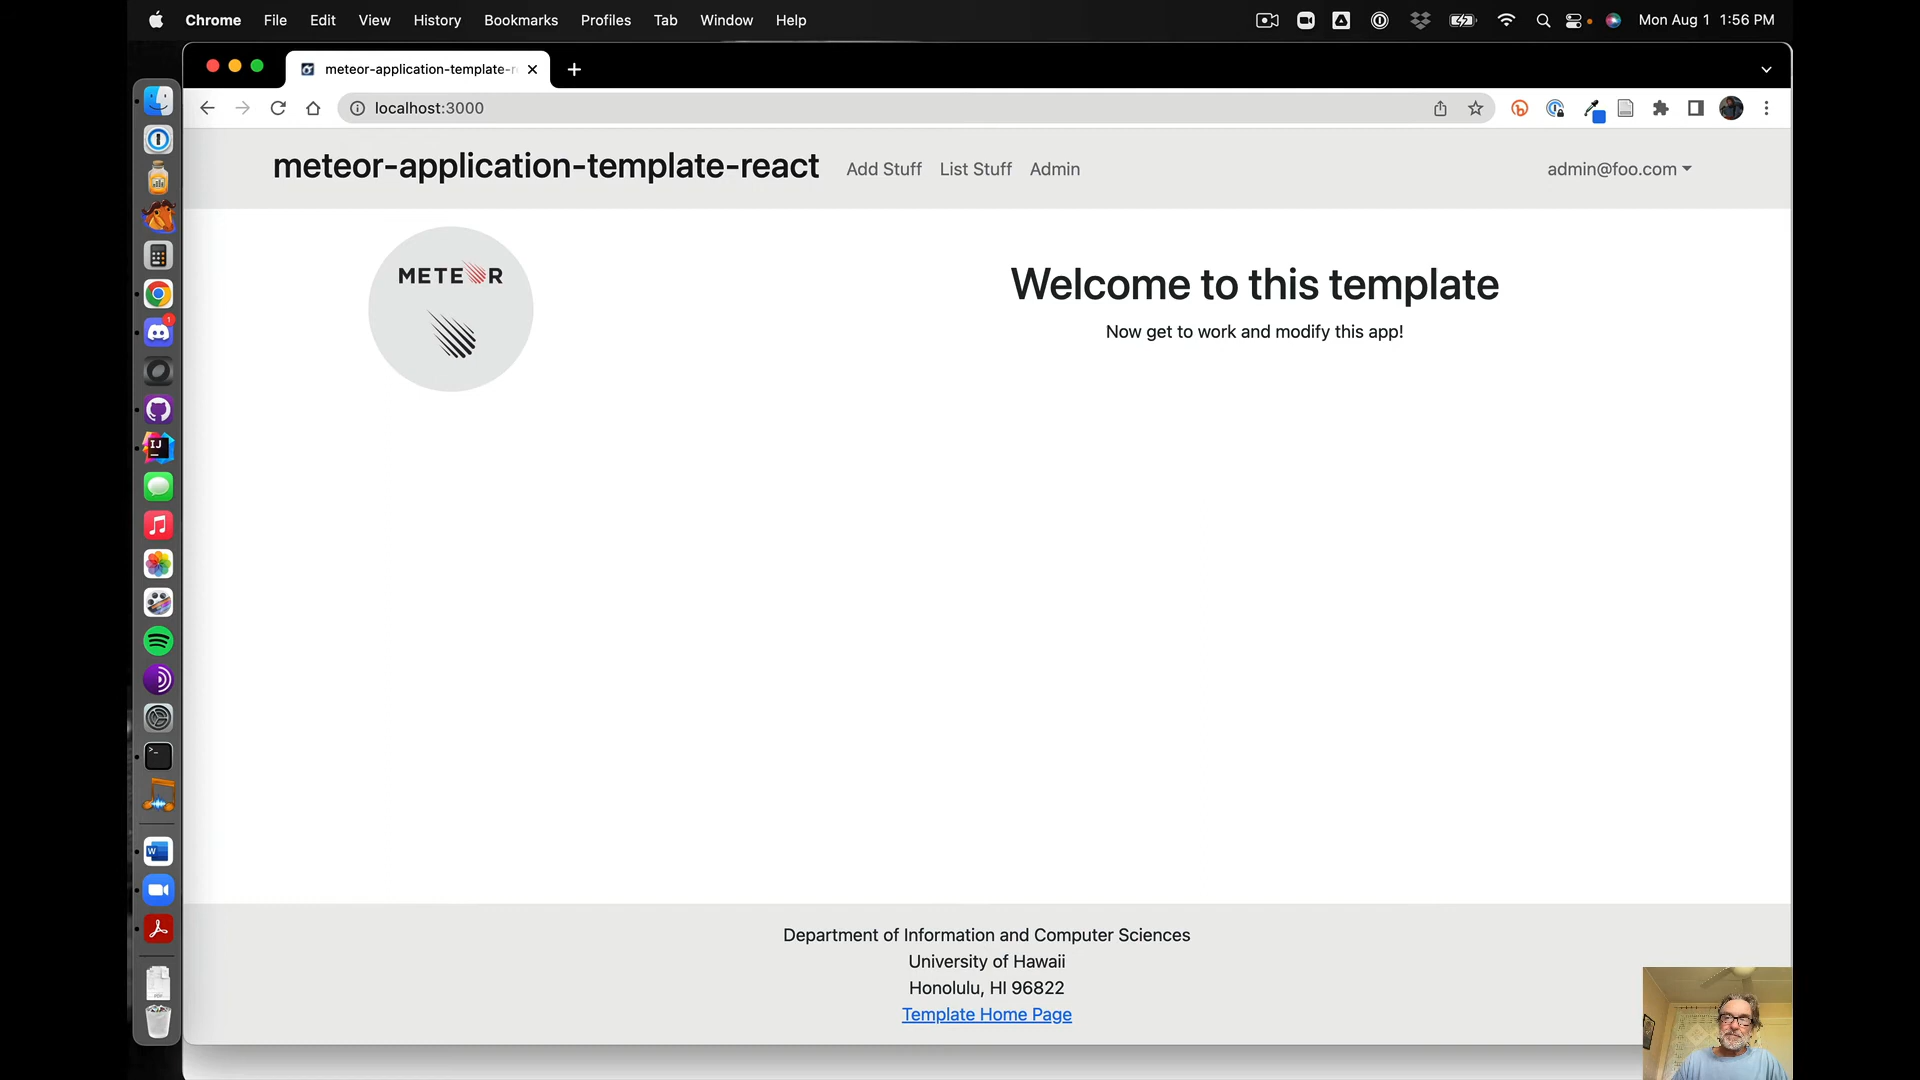 Chrome File Edit View History Bookmarks Profiles Tab Window Help Mon Aug 1 1:56 PM
meteor-application-template-r
localhost:3000
meteor-application-template-react Add Stuff List Stuff Admin admin@foo.com
METEOR
Welcome to this template
Now get to work and modify this app!
1
IJ
W
Department of Information and Computer Sciences
University of Hawaii
Honolulu, HI 96822
Template Home Page